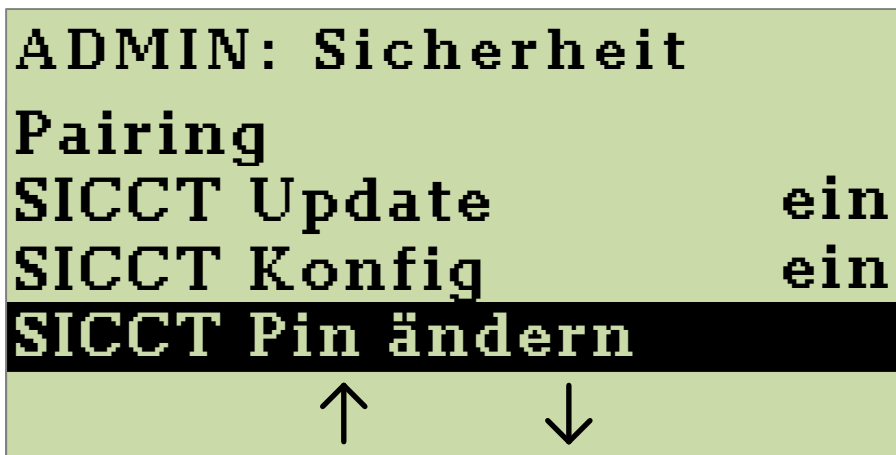 ADMIN: Sicherheit
Pairing
SICCT Update ein
SICCT Konfig ein
SICCT Pin ändern
↑ ↓